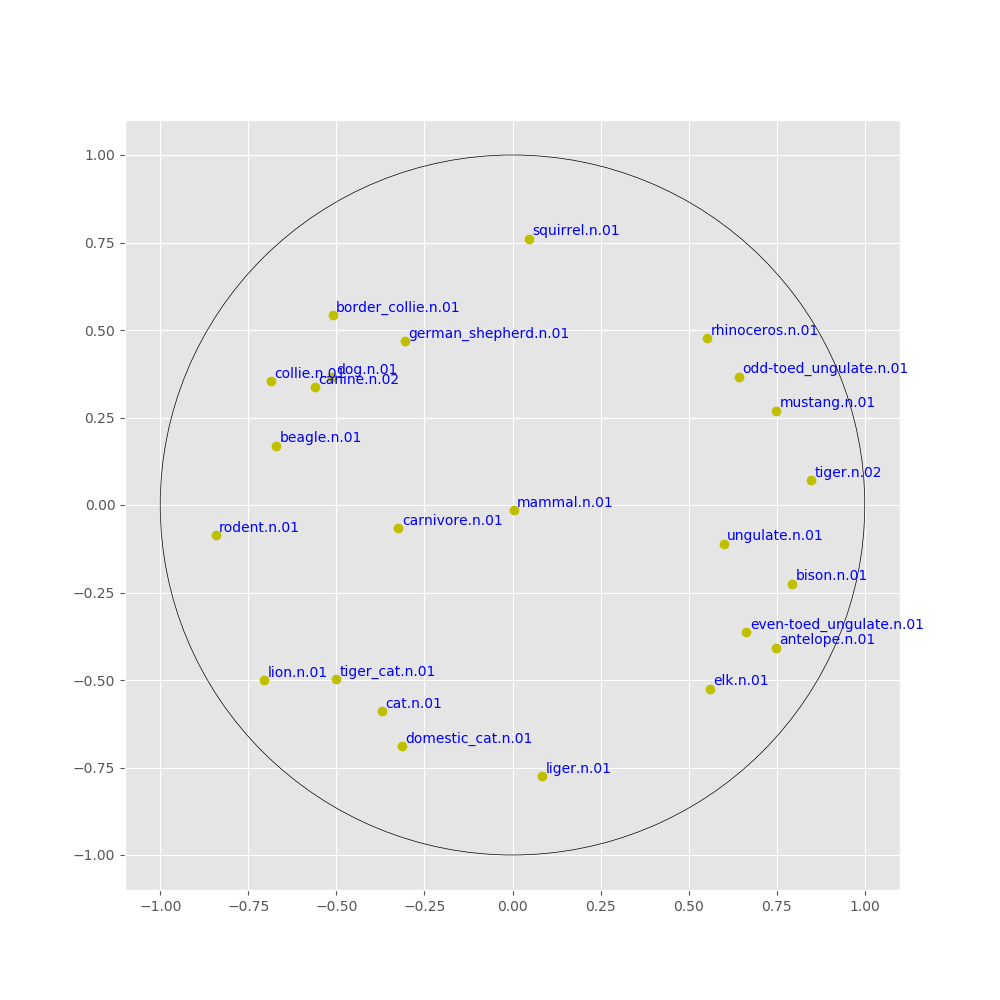 1.00
squirrel.n.01
0.75
border_collie.n.01
german_shepherd.n.01
rhinoceros.n.01
0.50
dog.n.01
odd-toed_ungulate.n.01
collie.n.01
canine.n.02
mustang.n.01
0.25
beagle.n.01
tiger.n.02
mammal.n.01
0.00
carnivore.n.01
rodent.n.01
ungulate.n.01
bison.n.01
−0.25
even-toed_ungulate.n.01
antelope.n.01
lion.n.01
tiger_cat.n.01
elk.n.01
−0.50
cat.n.01
domestic_cat.n.01
liger.n.01
−0.75
−1.00
−1.00 −0.75 −0.50 −0.25 0.00 0.25 0.50 0.75 1.00